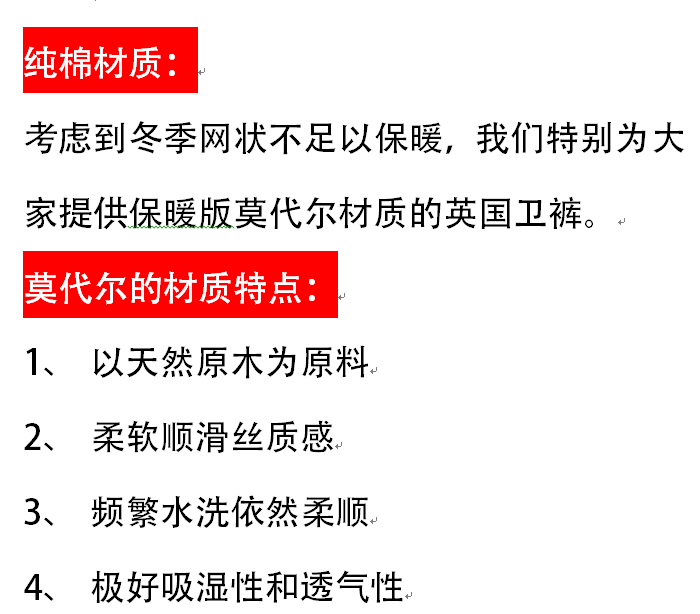 纯棉材质：
考虑到冬季网状不足以保暖，我们特别为大
家提供保暖版莫代尔材质的英国卫裤。
莫代尔的材质特点：
1、 以天然原木为原料
2、 柔软顺滑丝质感
3、 频繁水洗依然柔顺
4、 极好吸湿性和透气性